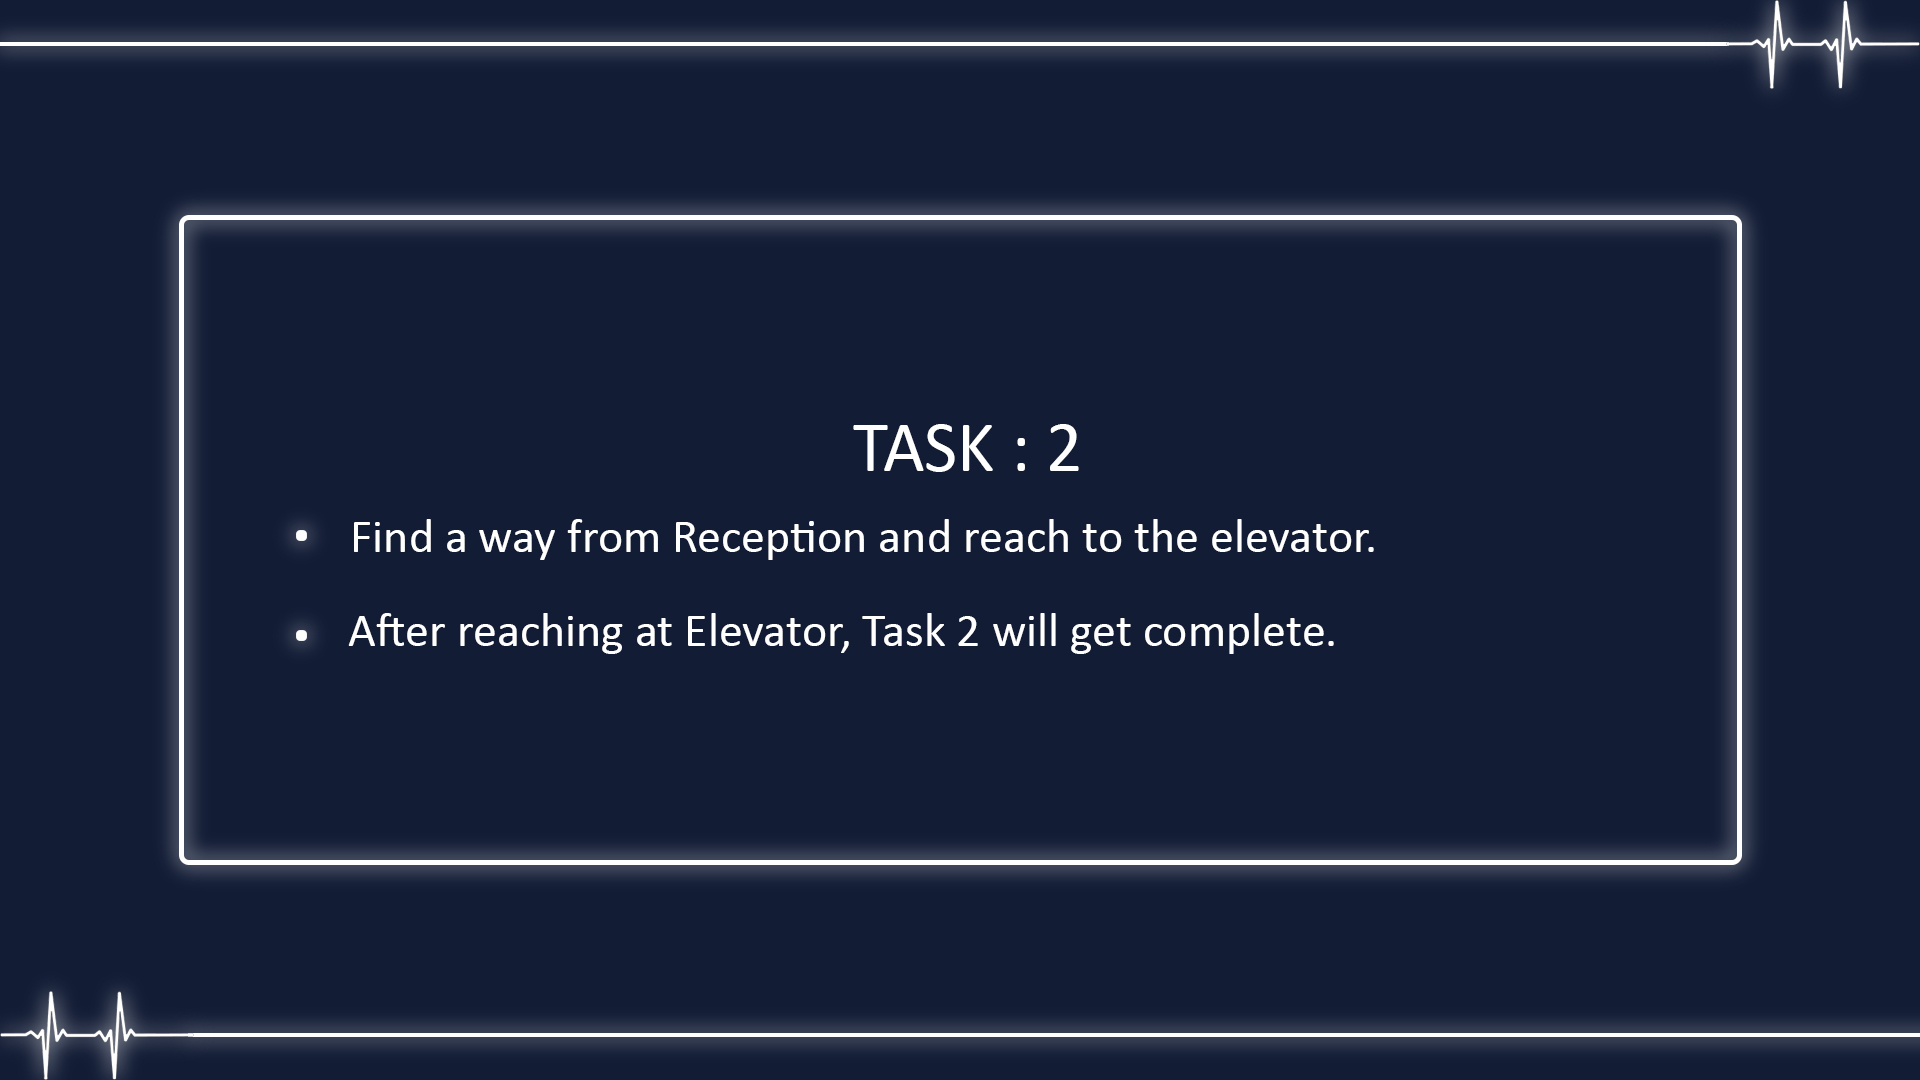 TASK : 2
• Find a way from Reception and reach to the elevator.
• After reaching at Elevator, Task 2 will get complete.